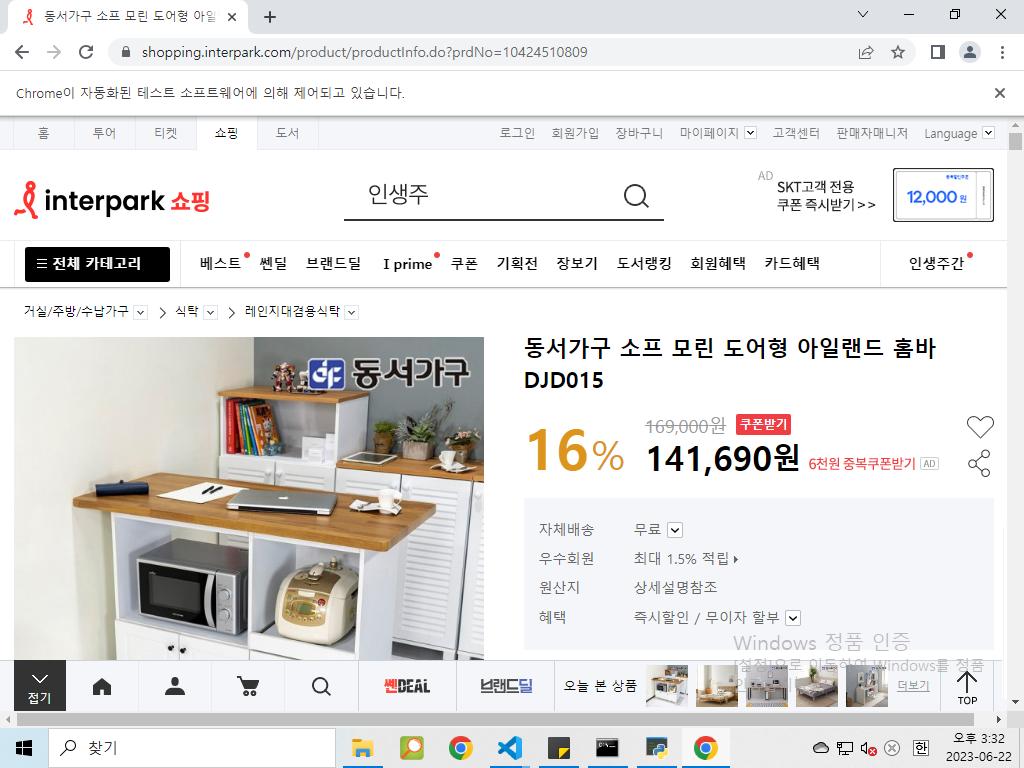 동서가구 소프 모린 도어형 아일
shopping.interpark.com/product/productInfo.do?prdNo=10424510809
Chrome이 자동화된 테스트 소프트웨어에 의해 제어되고 있습니다.
홈 투어 티켓 쇼핑 도서 로그인 회원가입 장바구니 마이페이지 고객센터 판매자매니저 Language
interpark 쇼핑
인생주
AD
SKT고객 전용
쿠폰 즉시받기 >>
12,000 원
전체 카테고리 베스트 쎈딜 브랜드딜 I prime 쿠폰 기획전 장보기 도서랭킹 회원혜택 카드혜택 인생주간
거실/주방/수납가구 > 식탁 > 레인지대겸용식탁
동서가구
동서가구 소프 모린 도어형 아일랜드 홈바
DJD015
16%
169,000원 쿠폰받기
141,690원 6천원 중복쿠폰받기 AD
자체배송 무료
우수회원 최대 1.5% 적립
원산지 상세설명참조
혜택 즉시할인 / 무이자 할부
Windows 정품 인증
[설정]으로 이동하여 Windows를 정품
접기
쎈DEAL
브랜드딜
오늘 본 상품
더보기
TOP
찾기
한
오후 3:32
2023-06-22